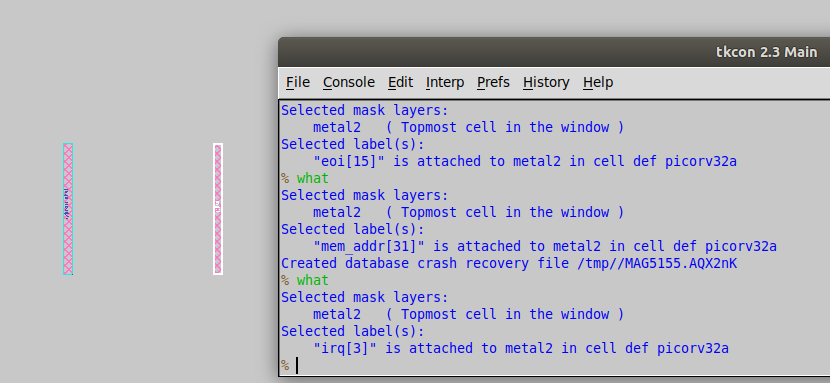 tkcon 2.3 Main
File Console Edit Interp Prefs History Help
Selected mask layers:
metal2 ( Topmost cell in the window )
Selected label(s):
"eoi[15]" is attached to metal2 in cell def picorv32a
% what
Selected mask layers:
metal2 ( Topmost cell in the window )
Selected label(s):
"mem_addr[31]" is attached to metal2 in cell def picorv32a
Created database crash recovery file /tmp//MAG5155.AQX2nK
% what
Selected mask layers:
metal2 ( Topmost cell in the window )
Selected label(s):
"irq[3]" is attached to metal2 in cell def picorv32a
%